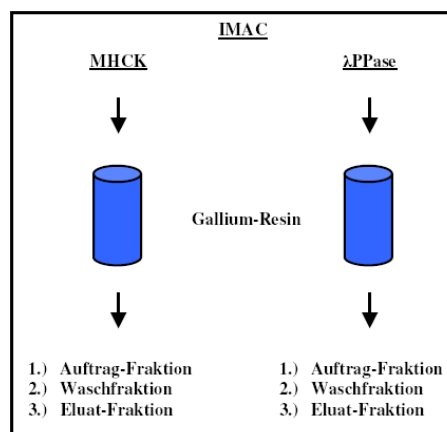 IMAC
MHCK λPPase
Gallium-Resin
1.) Auftrag-Fraktion 1.) Auftrag-Fraktion
2.) Waschfraktion 2.) Waschfraktion
3.) Eluat-Fraktion 3.) Eluat-Fraktion